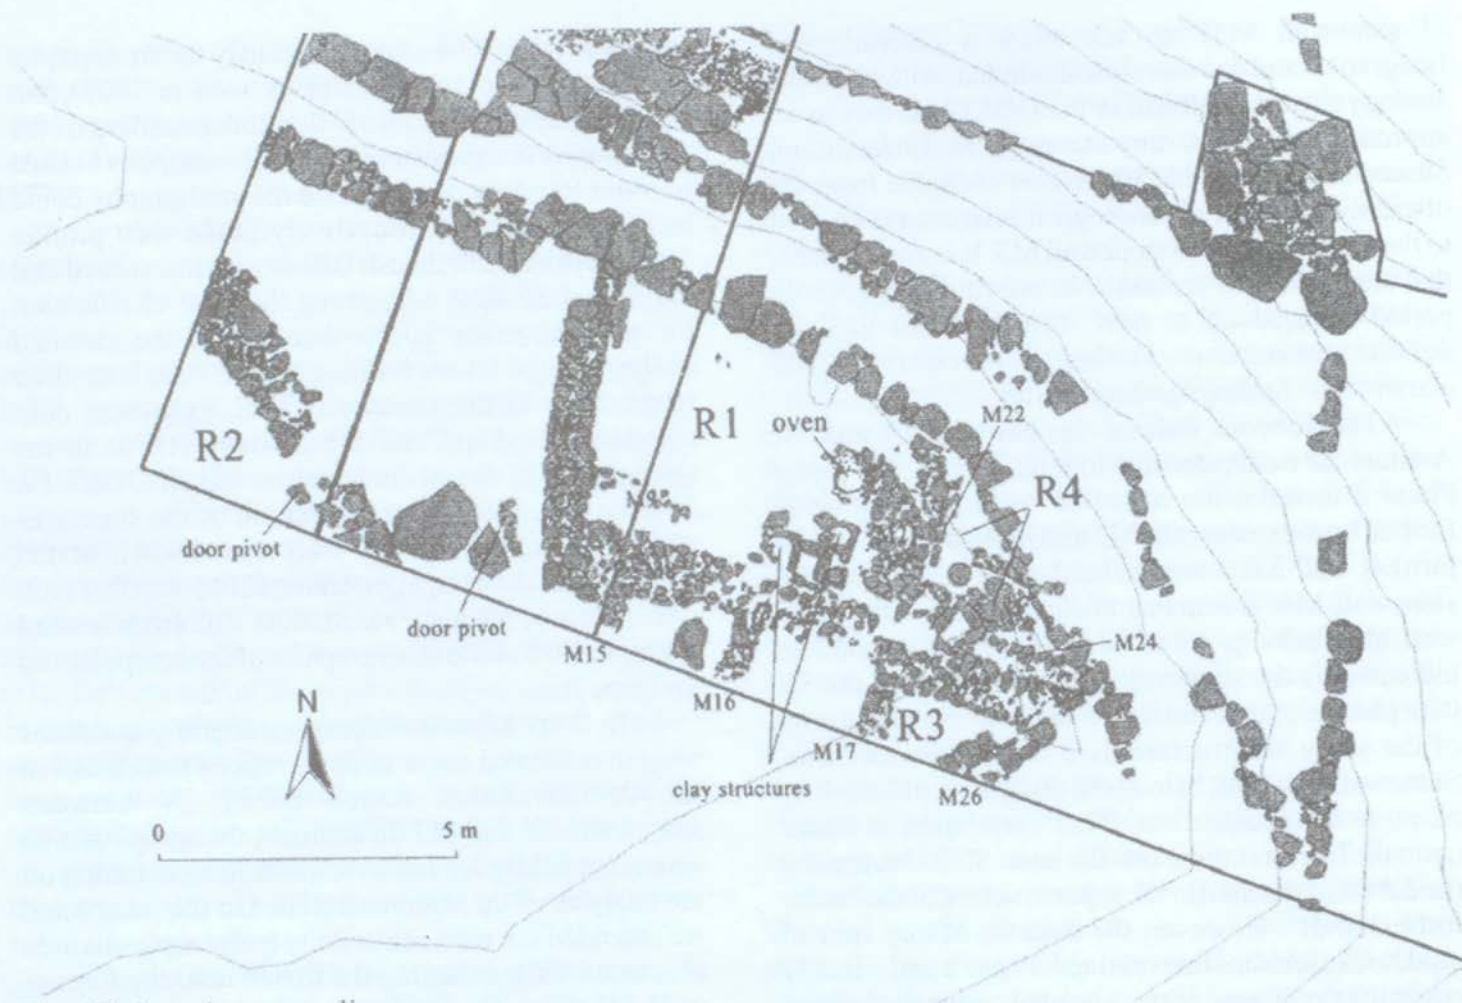 M22
R1 oven
R4
R2
door pivot
door pivot
M15
M24
M16
R3
M17
N
clay structures
M26
0 5 m